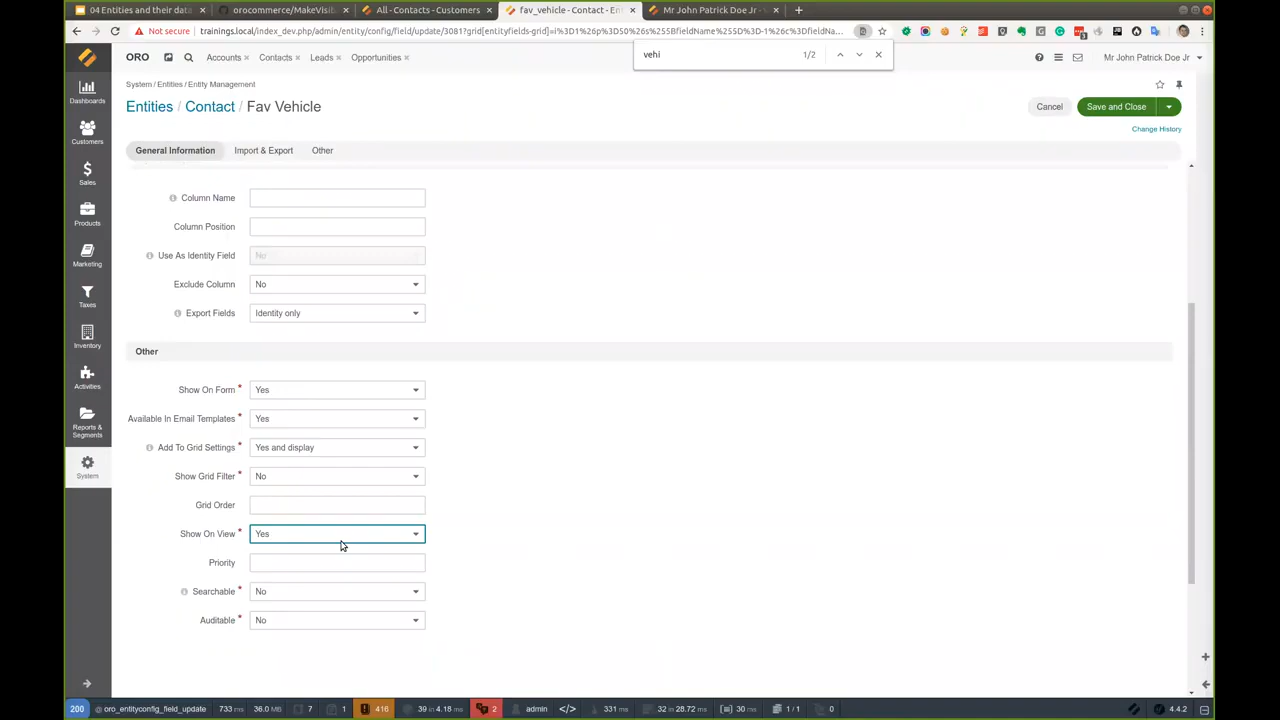 04 Entities and their data
orocommerce/MakeVisibl
All - Contacts - Customers
fav_vehicle - Contact - En
Mr John Patrick Doe Jr -
Not secure
trainings.local/index_dev.php/admin/entity/config/field/update/3081?grid[entityfields-grid]=i%3D1%26p%3D50%26s%255BfieldName%255D%3D-1%26c%3DfieldNa...
vehi
1/2
ORO
Accounts
Contacts
Leads
Opportunities
Mr John Patrick Doe Jr
System / Entities / Entity Management
Entities / Contact / Fav Vehicle
Cancel
Save and Close
Change History
General Information
Import & Export
Other
Dashboards
Customers
Sales
Products
Marketing
Taxes
Inventory
Activities
Reports &
Segments
System
Column Name
Column Position
Use As Identity Field
No
Exclude Column
No
Export Fields
Identity only
Other
Show On Form *
Yes
Available In Email Templates *
Yes
Add To Grid Settings *
Yes and display
Show Grid Filter *
No
Grid Order
Show On View *
Yes
Priority
Searchable *
No
Auditable *
No
200
@ oro_entityconfig_field_update
733 ms
36.0 MB
7
1
416
39 in 4.18 ms
2
admin
</>
331 ms
32 in 28.72 ms
30 ms
1 / 1
0
4.4.2